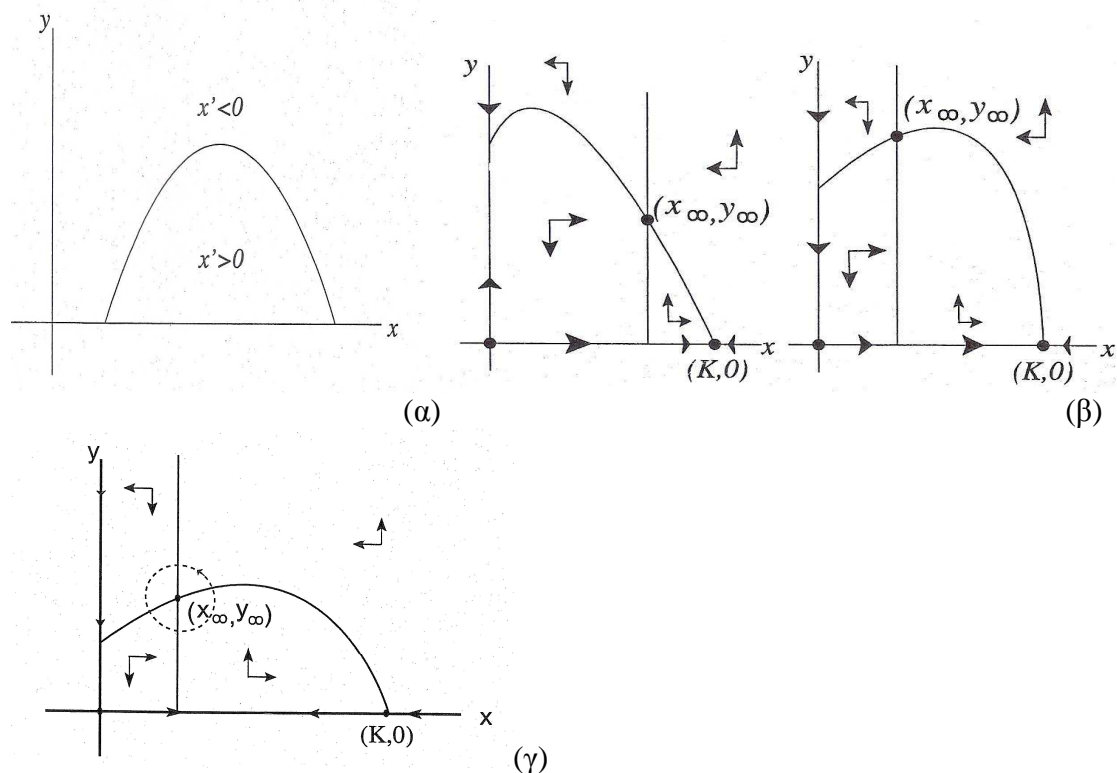 y
x'<0
x'>0
x
(α)
y
(x∞,y∞)
x
(K,0)
y
(x∞,y∞)
x
(K,0)
(β)
y
(x∞,y∞)
x
(K,0)
(γ)